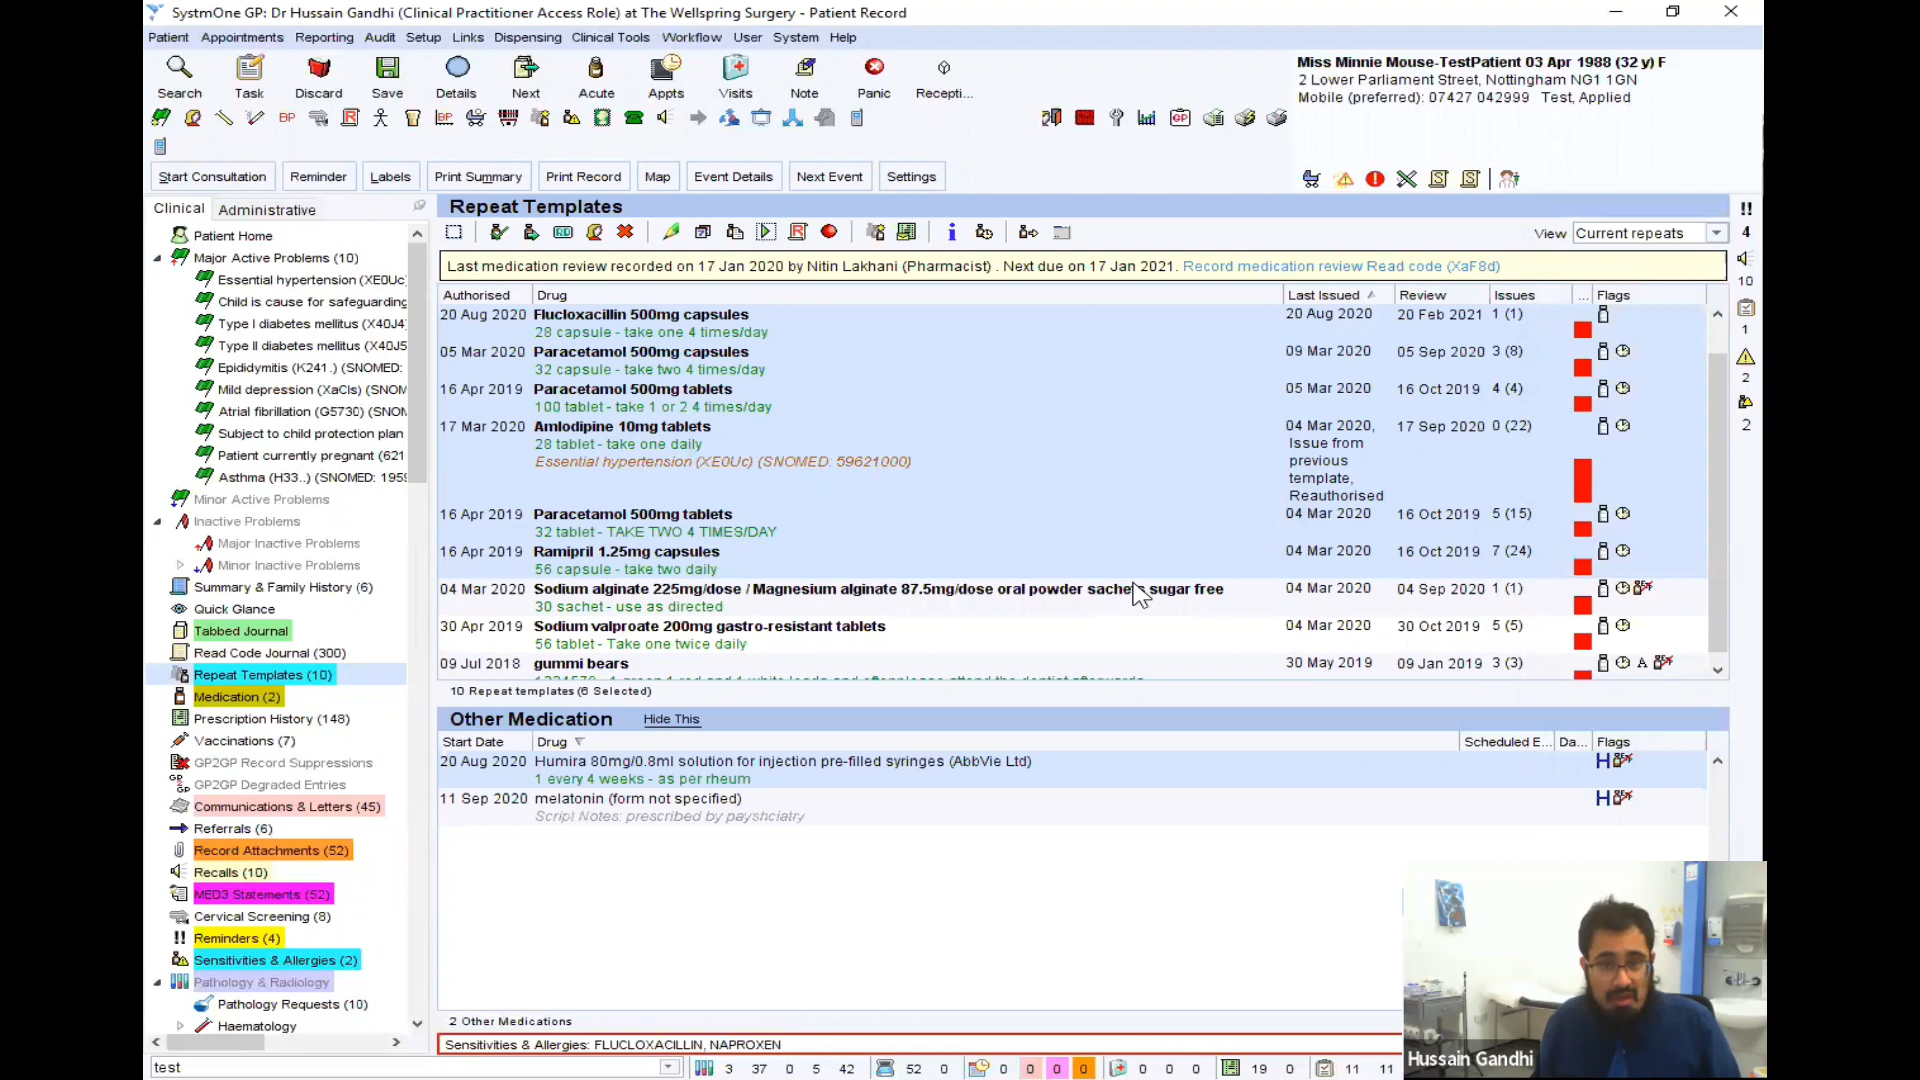 SystmOne GP: Dr Hussain Gandhi (Clinical Practitioner Access Role) at The Wellspring Surgery - Patient Record
Patient Appointments Reporting Audit Setup Links Dispensing Clinical Tools Workflow User System Help
Search Task Discard Save Details Next Acute Appts Visits Note Panic Recepti...
Miss Minnie Mouse-TestPatient 03 Apr 1988 (32 y) F
2 Lower Parliament Street, Nottingham NG1 1GN
Mobile (preferred): 07427 042999 Test, Applied
Start Consultation Reminder Labels Print Summary Print Record Map Event Details Next Event Settings
Clinical Administrative
Patient Home
Major Active Problems (10)
Essential hypertension (XE0Uc)
Child is cause for safeguarding
Type I diabetes mellitus (X40J4)
Type II diabetes mellitus (X40J5
Epididymitis (K241.) (SNOMED:
Mild depression (XaCIs) (SNOM
Atrial fibrillation (G5730) (SNOM
Subject to child protection plan
Patient currently pregnant (621
Asthma (H33..) (SNOMED: 1959
Minor Active Problems
Inactive Problems
Major Inactive Problems
Minor Inactive Problems
Summary & Family History (6)
Quick Glance
Tabbed Journal
Read Code Journal (300)
Repeat Templates (10)
Medication (2)
Prescription History (148)
Vaccinations (7)
GP2GP Record Suppressions
GP2GP Degraded Entries
Communications & Letters (45)
Referrals (6)
Record Attachments (52)
Recalls (10)
MED3 Statements (52)
Cervical Screening (8)
Reminders (4)
Sensitivities & Allergies (2)
Pathology & Radiology
Pathology Requests (10)
Haematology
Repeat Templates
View Current repeats
Last medication review recorded on 17 Jan 2020 by Nitin Lakhani (Pharmacist) . Next due on 17 Jan 2021. Record medication review Read code (XaF8d)
Authorised Drug Last Issued Review Issues ... Flags
20 Aug 2020 Flucloxacillin 500mg capsules 20 Aug 2020 20 Feb 2021 1 (1)
28 capsule - take one 4 times/day
05 Mar 2020 Paracetamol 500mg capsules 09 Mar 2020 05 Sep 2020 3 (8)
32 capsule - take two 4 times/day
16 Apr 2019 Paracetamol 500mg tablets 05 Mar 2020 16 Oct 2019 4 (4)
100 tablet - take 1 or 2 4 times/day
17 Mar 2020 Amlodipine 10mg tablets 04 Mar 2020, 17 Sep 2020 0 (22)
28 tablet - take one daily Issue from
Essential hypertension (XE0Uc) (SNOMED: 59621000) previous
template,
Reauthorised
16 Apr 2019 Paracetamol 500mg tablets 04 Mar 2020 16 Oct 2019 5 (15)
32 tablet - TAKE TWO 4 TIMES/DAY
16 Apr 2019 Ramipril 1.25mg capsules 04 Mar 2020 16 Oct 2019 7 (24)
56 capsule - take two daily
04 Mar 2020 Sodium alginate 225mg/dose / Magnesium alginate 87.5mg/dose oral powder sachets sugar free 04 Mar 2020 04 Sep 2020 1 (1)
30 sachet - use as directed
30 Apr 2019 Sodium valproate 200mg gastro-resistant tablets 04 Mar 2020 30 Oct 2019 5 (5)
56 tablet - Take one twice daily
09 Jul 2018 gummi bears 30 May 2019 09 Jan 2019 3 (3) A
10 Repeat templates (6 Selected)
Other Medication Hide This
Start Date Drug Scheduled E... Da... Flags
20 Aug 2020 Humira 80mg/0.8ml solution for injection pre-filled syringes (AbbVie Ltd) H
1 every 4 weeks - as per rheum
11 Sep 2020 melatonin (form not specified) H
Script Notes: prescribed by payshciatry
2 Other Medications
Sensitivities & Allergies: FLUCLOXACILLIN, NAPROXEN
test 3 37 0 5 42 52 0 0 0 0 0 0 0 0 19 0 11 11
!!
4
10
1
2
2
Hussain Gandhi